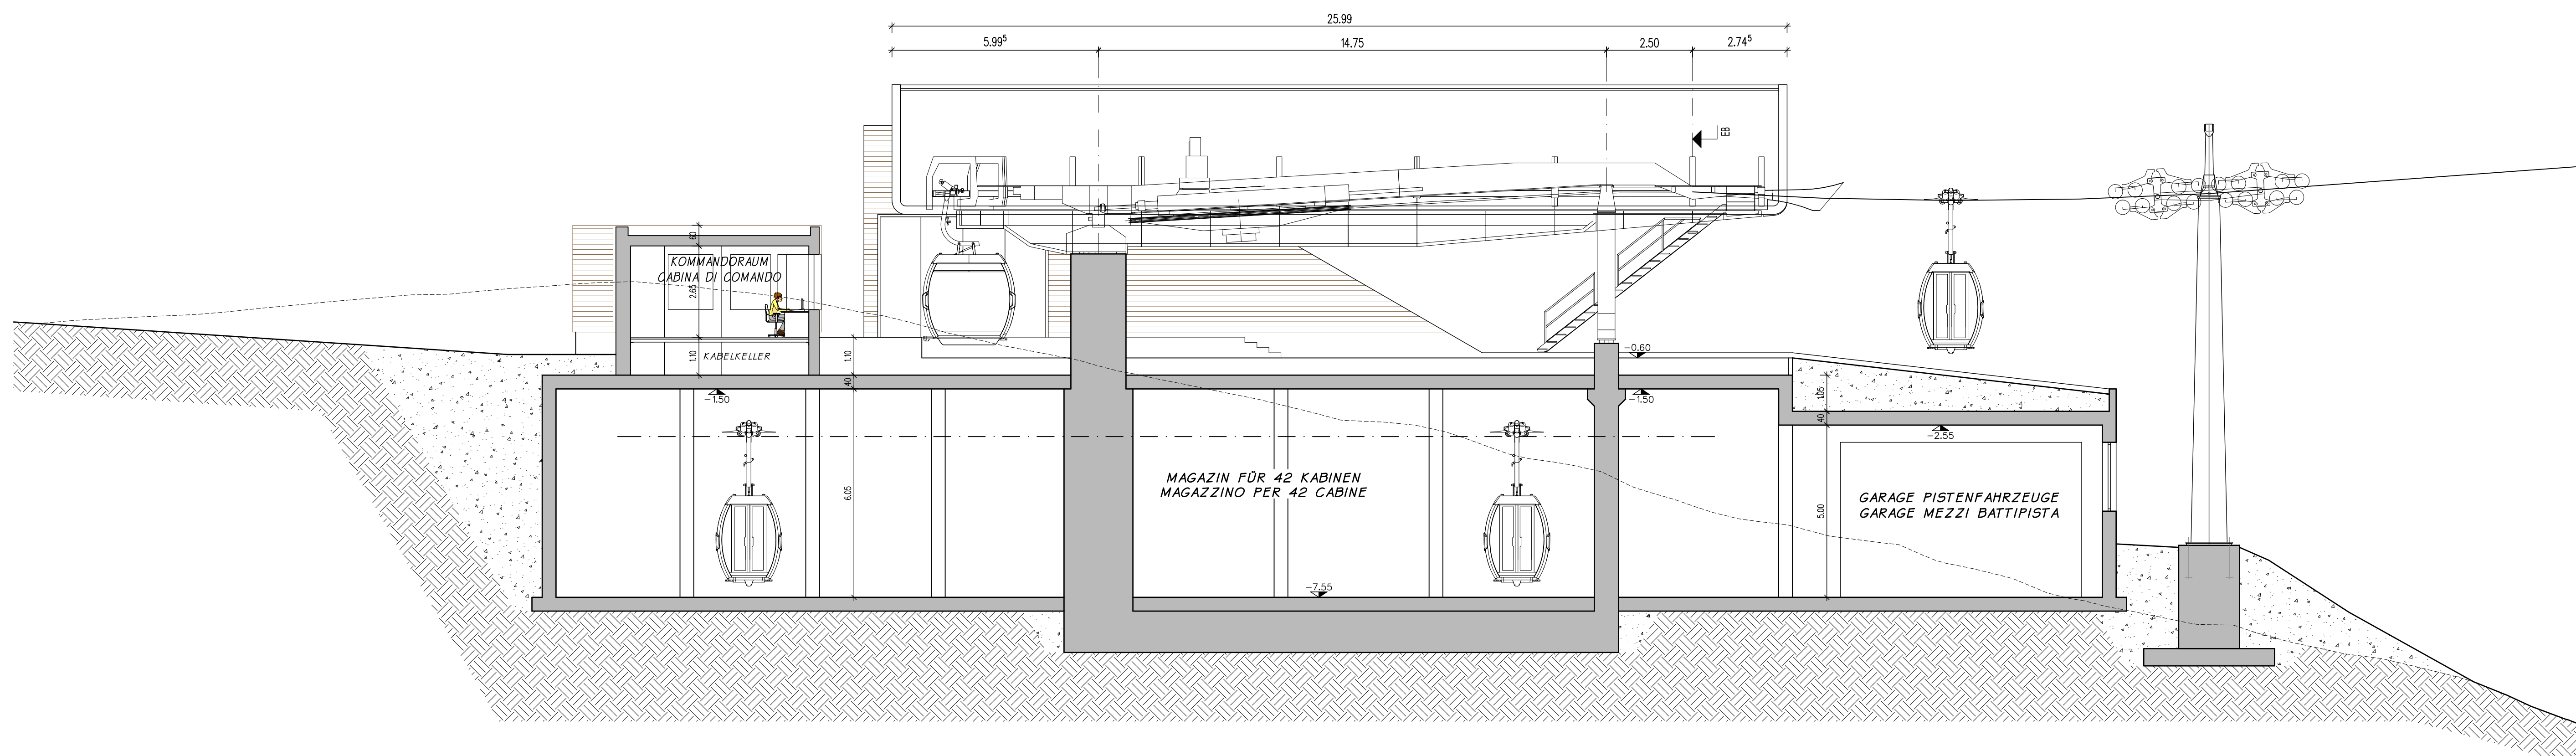 25.99
5.99⁵
14.75
2.50
2.74⁵
EB
60
KOMMANDORAUM
CABINA DI COMANDO
2.65
1.10
KABELKELLER
1.10
40
-0.60
-1.50
-1.50
1.05
40
-2.55
6.05
MAGAZIN FÜR 42 KABINEN
MAGAZZINO PER 42 CABINE
5.00
GARAGE PISTENFAHRZEUGE
GARAGE MEZZI BATTIPISTA
-7.55